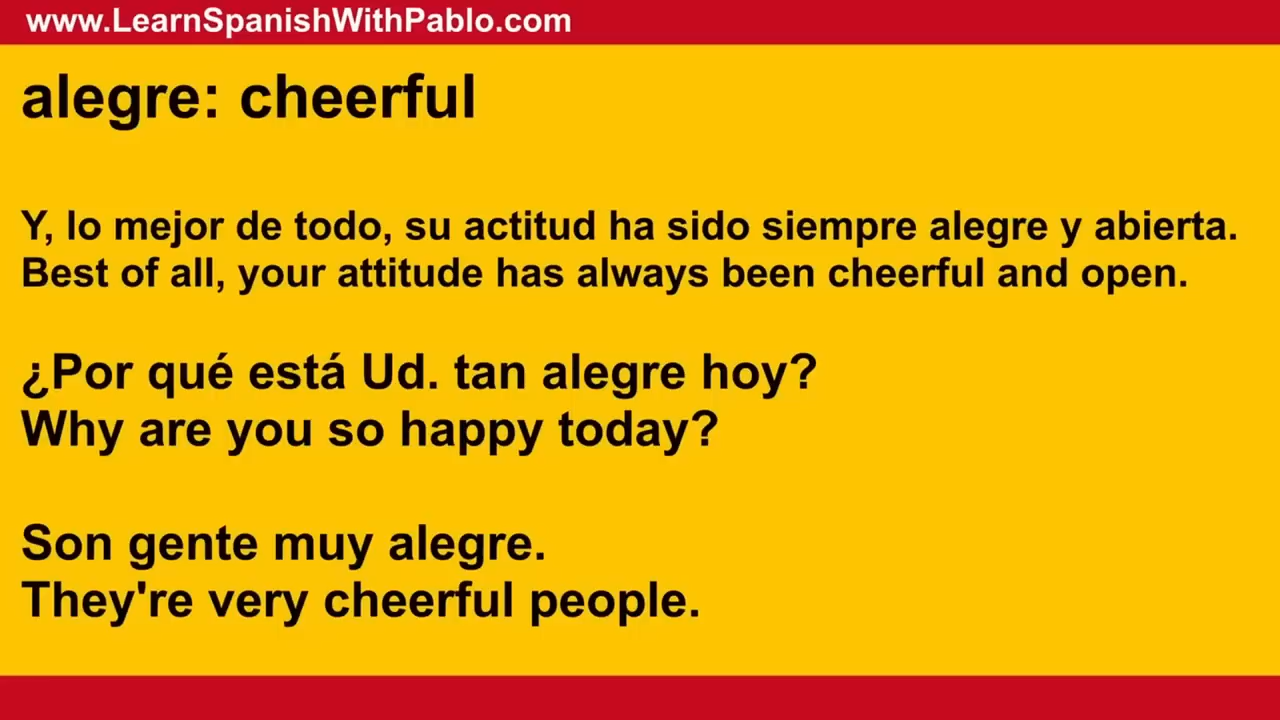 www.LearnSpanishWithPablo.com
alegre: cheerful
Y, lo mejor de todo, su actitud ha sido siempre alegre y abierta.
Best of all, your attitude has always been cheerful and open.
¿Por qué está Ud. tan alegre hoy?
Why are you so happy today?
Son gente muy alegre.
They're very cheerful people.